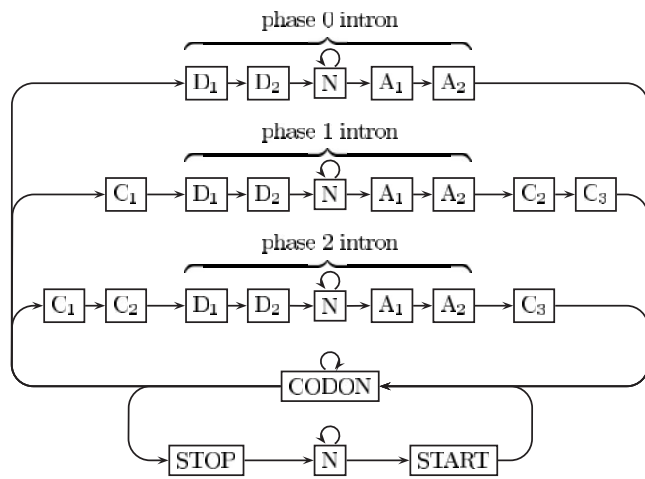 phase 0 intron
D₁ D₂ N A₁ A₂
phase 1 intron
C₁ D₁ D₂ N A₁ A₂ C₂ C₃
phase 2 intron
C₁ C₂ D₁ D₂ N A₁ A₂ C₃
CODON
STOP N START